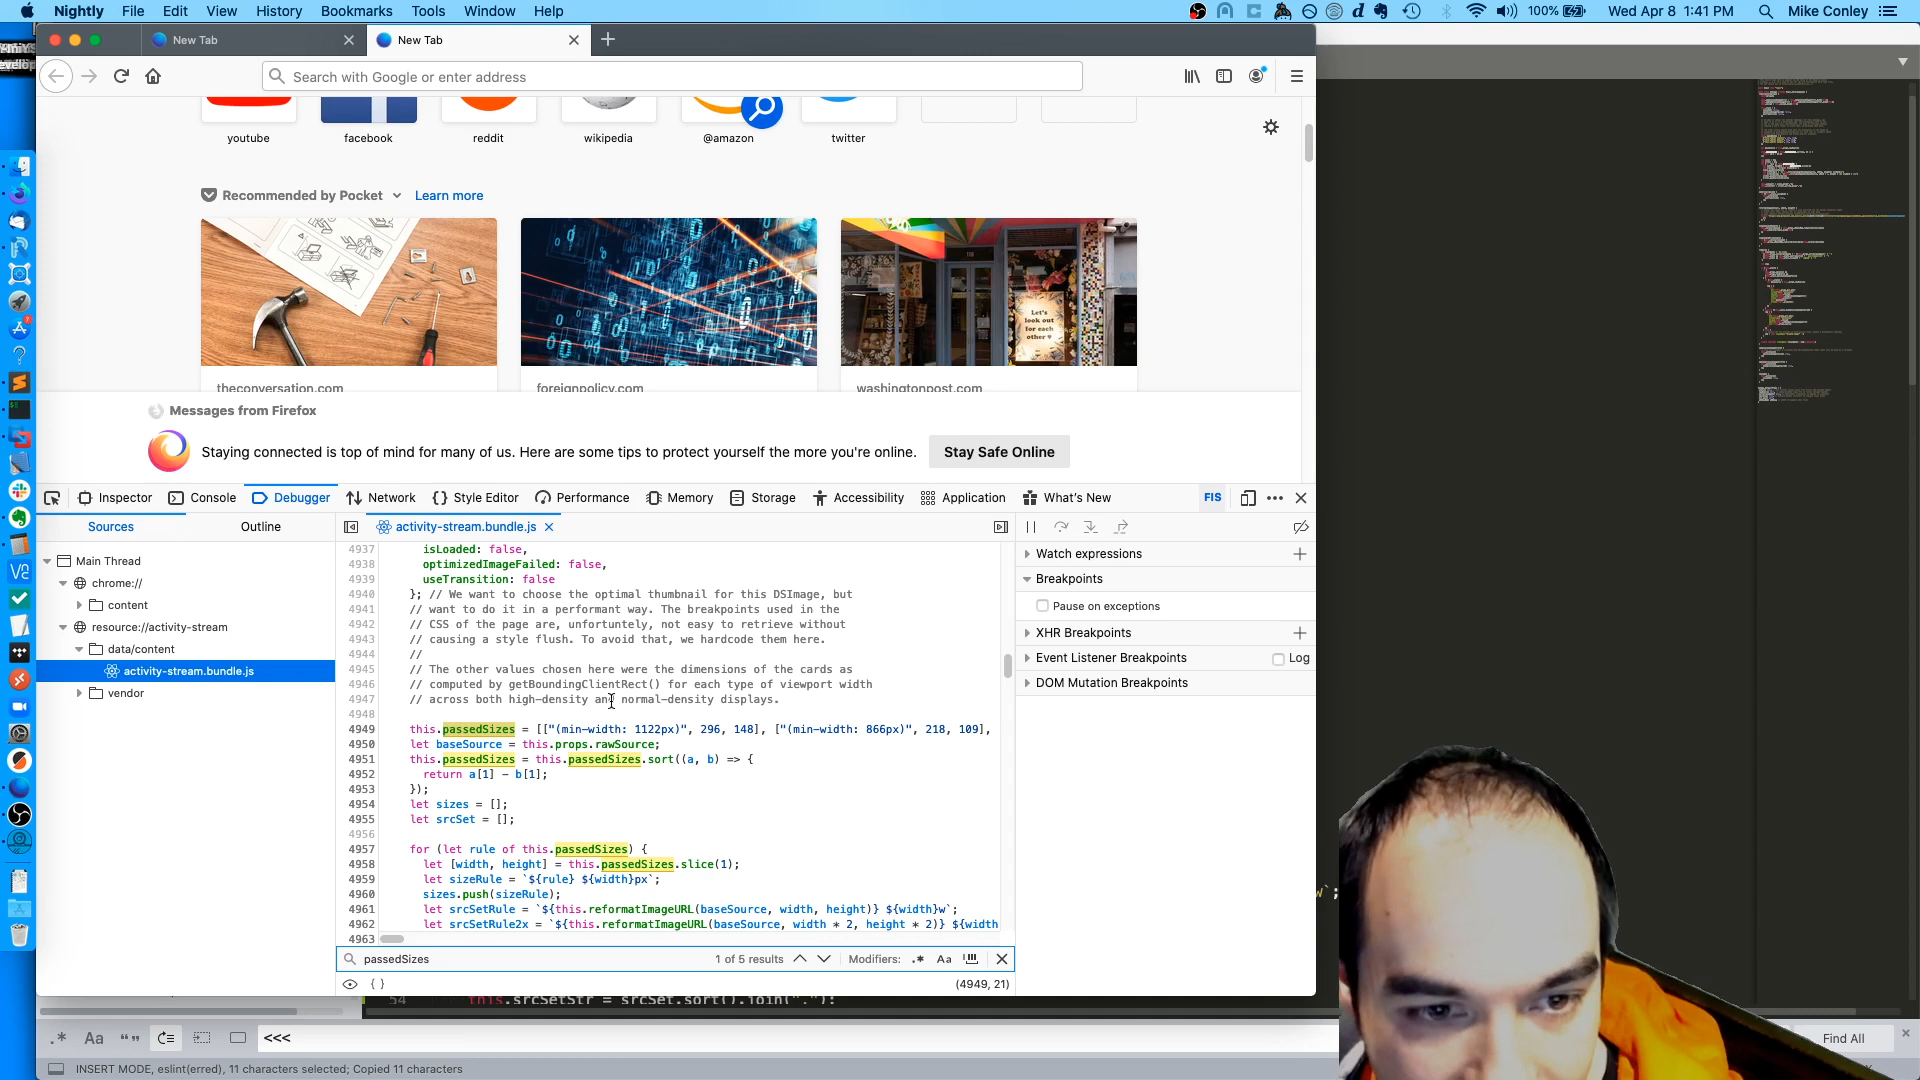 Nightly File Edit View History Bookmarks Tools Window Help
100% Wed Apr 8 1:41 PM Mike Conley
New Tab
New Tab
Search with Google or enter address
youtube
facebook
reddit
wikipedia
@amazon
twitter
Recommended by Pocket Learn more
Let's look out for each other
theconversation.com
foreignpolicy.com
washingtonpost.com
Messages from Firefox
Staying connected is top of mind for many of us. Here are some tips to protect yourself the more you're online. Stay Safe Online
Inspector Console Debugger Network Style Editor Performance Memory Storage Accessibility Application What's New FIS
Sources Outline
activity-stream.bundle.js
Main Thread
chrome://
content
resource://activity-stream
data/content
activity-stream.bundle.js
vendor
4937 isLoaded: false,
4938 optimizedImageFailed: false,
4939 useTransition: false
4940 }; // We want to choose the optimal thumbnail for this DSImage, but
4941 // want to do it in a performant way. The breakpoints used in the
4942 // CSS of the page are, unfortuntely, not easy to retrieve without
4943 // causing a style flush. To avoid that, we hardcode them here.
4944 //
4945 // The other values chosen here were the dimensions of the cards as
4946 // computed by getBoundingClientRect() for each type of viewport width
4947 // across both high-density and normal-density displays.
4948
4949 this.passedSizes = [["(min-width: 1122px)", 296, 148], ["(min-width: 866px)", 218, 109],
4950 let baseSource = this.props.rawSource;
4951 this.passedSizes = this.passedSizes.sort((a, b) => {
4952 return a[1] - b[1];
4953 });
4954 let sizes = [];
4955 let srcSet = [];
4956
4957 for (let rule of this.passedSizes) {
4958 let [width, height] = this.passedSizes.slice(1);
4959 let sizeRule = `${rule} ${width}px`;
4960 sizes.push(sizeRule);
4961 let srcSetRule = `${this.reformatImageURL(baseSource, width, height)} ${width}w`;
4962 let srcSetRule2x = `${this.reformatImageURL(baseSource, width * 2, height * 2)} ${width
4963
passedSizes 1 of 5 results Modifiers: .* Aa
{ } (4949, 21)
Watch expressions
Breakpoints
Pause on exceptions
XHR Breakpoints
Event Listener Breakpoints Log
DOM Mutation Breakpoints
w`;
54 this.srcSetStr = srcSet.sort().join(",");
.* Aa “” <<< Find All
INSERT MODE, eslint(erred), 11 characters selected; Copied 11 characters